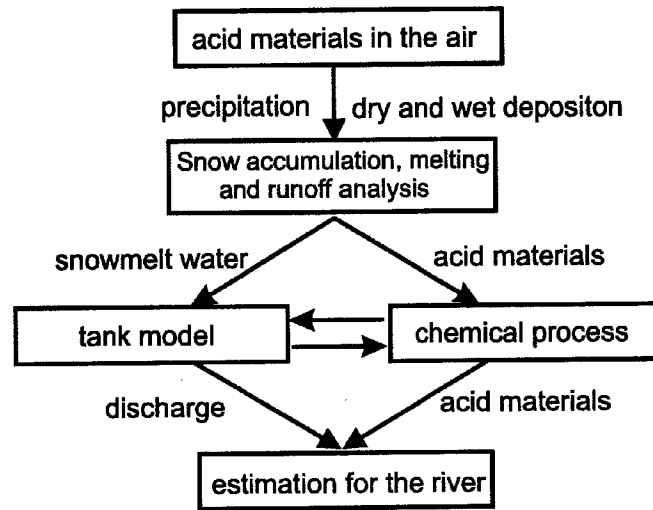 acid materials in the air
precipitation dry and wet depositon
Snow accumulation, melting
and runoff analysis
snowmelt water acid materials
tank model chemical process
discharge acid materials
estimation for the river